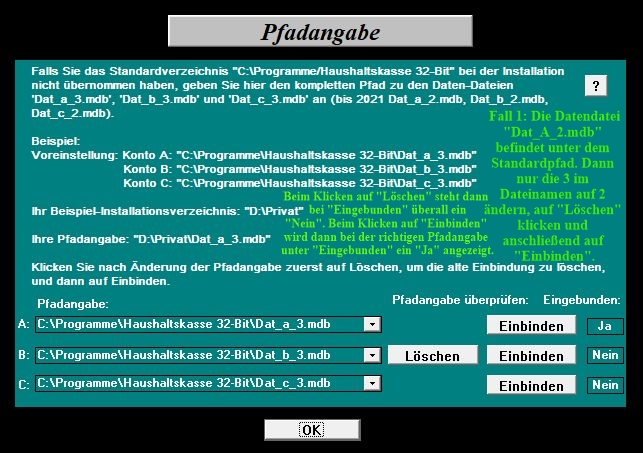 Pfadangabe
Falls Sie das Standardverzeichnis "C:\Programme/Haushaltskasse 32-Bit" bei der Installation
nicht übernommen haben, geben Sie hier den kompletten Pfad zu den Daten-Dateien
'Dat_a_3.mdb', 'Dat_b_3.mdb' und 'Dat_c_3.mdb' an (bis 2021 Dat_a_2.mdb, Dat_b_2.mdb,
Dat_c_2.mdb).
?
Beispiel:
Voreinstellung: Konto A: "C:\Programme\Haushaltskasse 32-Bit\Dat_a_3.mdb"
Konto B: "C:\Programme\Haushaltskasse 32-Bit\Dat_b_3.mdb"
Konto C: "C:\Programme\Haushaltskasse 32-Bit\Dat_c_3.mdb"
Ihr Beispiel-Installationsverzeichnis: "D:\Privat"
Ihre Pfadangabe: "D:\Privat\Dat_a_3.mdb"
Fall 1: Die Datendatei
"Dat_A_2.mdb"
befindet unter dem
Standardpfad. Dann
nur die 3 im
Dateinamen auf 2
ändern, auf "Löschen"
klicken und
anschließend auf
"Einbinden".
Beim Klicken auf "Löschen" steht dann
bei "Eingebunden" überall ein
"Nein". Beim Klicken auf "Einbinden"
wird dann bei der richtigen Pfadangabe
unter "Eingebunden" ein "Ja" angezeigt.
Klicken Sie nach Änderung der Pfadangabe zuerst auf Löschen, um die alte Einbindung zu löschen,
und dann auf Einbinden.
Pfadangabe: Pfadangabe überprüfen: Eingebunden:
A: C:\Programme\Haushaltskasse 32-Bit\Dat_a_3.mdb Einbinden Ja
B: C:\Programme\Haushaltskasse 32-Bit\Dat_b_3.mdb Löschen Einbinden Nein
C: C:\Programme\Haushaltskasse 32-Bit\Dat_c_3.mdb Einbinden Nein
OK